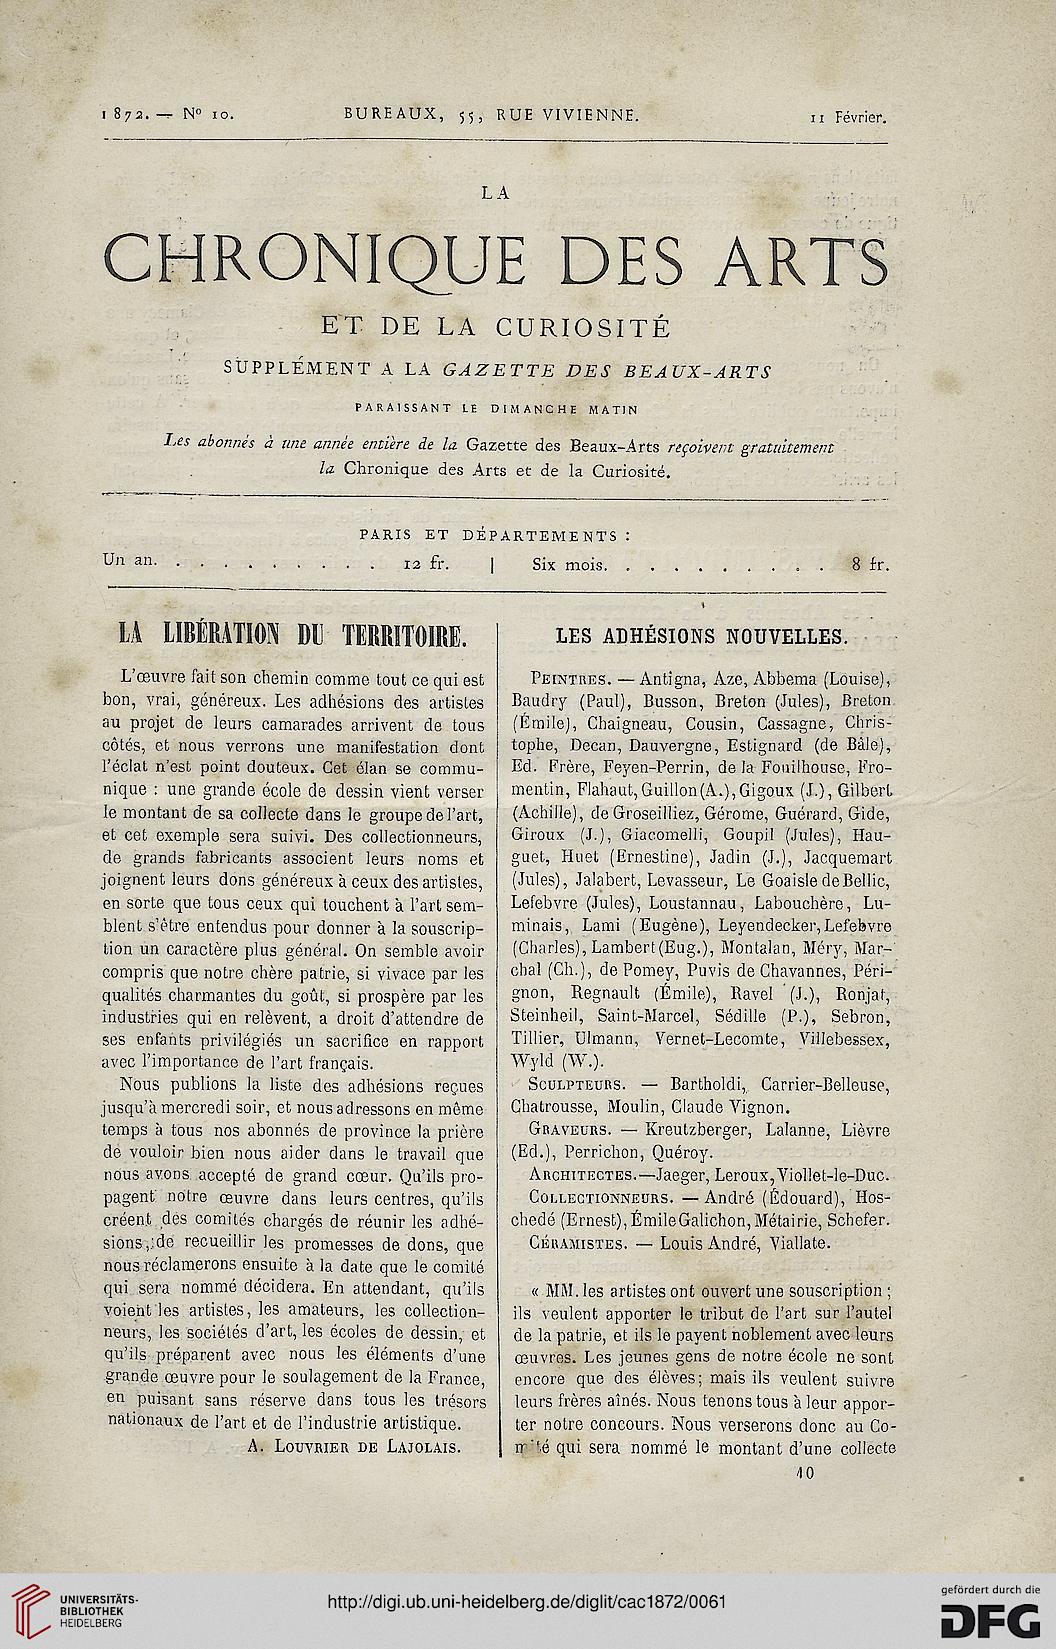 1872. — N° 10.
BUREAUX, 55, RUE VIVIENNE.
11 Février.
LA
CHRONIQUE DES ARTS
ET DE LA CURIOSITÉ
SUPPLÉMENT A LA GAZETTE DES BEAUX-ARTS
PARAISSANT LE DIMANCHE MATIN
Les abonnés à une année entière de la Gazette des Beaux-Arts reçoivent gratuitement
la Chronique des Arts et de la Curiosité.
PARIS ET DÉPARTEMENTS :
Un an. . . . . . . . . . 12 fr. | Six mois. . . . . . . . . . 8 fr.
LA LIBÉRATION DU TERRITOIRE.
L'œuvre fait son chemin comme tout ce qui est
bon, vrai, généreux. Les adhésions des artistes
au projet de leurs camarades arrivent de tous
côtés, et nous verrons une manifestation dont
l'éclat n'est point douteux. Cet élan se commu-
nique : une grande école de dessin vient verser
le montant de sa collecte dans le groupe de l'art,
et cet exemple sera suivi. Des collectionneurs,
de grands fabricants associent leurs noms et
joignent leurs dons généreux à ceux des artistes,
en sorte que tous ceux qui touchent à l'art sem-
blent s'être entendus pour donner à la souscrip-
tion un caractère plus général. On semble avoir
compris que notre chère patrie, si vivace par les
qualités charmantes du goût, si prospère par les
industries qui en relèvent, a droit d'attendre de
ses enfants privilégiés un sacrifice en rapport
avec l'importance de l'art français.
Nous publions la liste des adhésions reçues
jusqu'à mercredi soir, et nous adressons en même
temps à tous nos abonnés de province la prière
de vouloir bien nous aider dans le travail que
nous avons accepté de grand cœur. Qu'ils pro-
pagent notre œuvre dans leurs centres, qu'ils
créent des comités chargés de réunir les adhé-
sions, de recueillir les promesses de dons, que
nous réclamerons ensuite à la date que le comité
qui sera nommé décidera. En attendant, qu'ils
voient les artistes, les amateurs, les collection-
neurs, les sociétés d'art, les écoles de dessin, et
qu'ils préparent avec nous les éléments d'une
grande œuvre pour le soulagement de la France,
en puisant sans réserve dans tous les trésors
nationaux de l'art et de l'industrie artistique.
A. LOUVRIER DE LAJOLAIS.
LES ADHÉSIONS NOUVELLES.
PEINTRES. — Antigna, Aze, Abbema (Louise),
Baudry (Paul), Busson, Breton (Jules), Breton
(Émile), Chaigneau, Cousin, Cassagne, Chris-
tophe, Decan, Dauvergne, Estignard (de Bâle),
Ed. Frère, Feyen-Perrin, de la Fouilhouse, Fro-
mentin, Flahaut, Guillon (A.), Gigoux (J.), Gilbert
(Achille), de Groseilliez, Gérome, Guérard, Gide,
Giroux (J.), Giacomelli, Goupil (Jules), Hau-
guet, Huet (Ernestine), Jadin (J.), Jacquemart
(Jules), Jalabert, Levasseur, Le Goaisle de Bellic,
Lefebvre (Jules), Loustannau, Labouchère, Lu-
minais, Lami (Eugène), Leyendecker, Lefebvre
(Charles), Lambert (Eug.), Montalan, Méry, Mar-
chal (Ch.), de Pomey, Puvis de Chavannes, Péri-
gnon, Regnault (Émile), Ravel (J.), Ronjat,
Steinheil, Saint-Marcel, Sédille (P.), Sebron,
Tillier, Ulmann, Vernet-Lecomte, Villebessex,
Wyld (W.).
SCULPTEURS. — Bartholdi, Carrier-Belleuse,
Chatrousse, Moulin, Claude Vignon.
GRAVEURS. — Kreutzberger, Lalanne, Lièvre
(Ed.), Perrichon, Quéroy.
ARCHITECTES. — Jaeger, Leroux, Viollet-le-Duc.
COLLECTIONNEURS. — André (Édouard), Hos-
chedé (Ernest), Émile Galichon, Métairie, Schefer.
CÉRAMISTES. — Louis André, Viallate.
« MM. les artistes ont ouvert une souscription ;
ils veulent apporter le tribut de l'art sur l'autel
de la patrie, et ils le payent noblement avec leurs
œuvres. Les jeunes gens de notre école ne sont
encore que des élèves; mais ils veulent suivre
leurs frères aînés. Nous tenons tous à leur appor-
ter notre concours. Nous verserons donc au Co-
mité qui sera nommé le montant d'une collecte
10
UNIVERSITÄTS-
BIBLIOTHEK
HEIDELBERG
http://digi.ub.uni-heidelberg.de/diglit/cac1872/0061
gefördert durch die
DFG